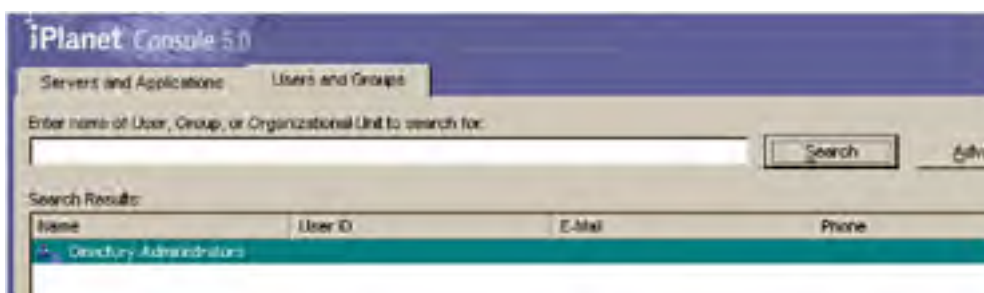 iPlanet Console 5.0
Servers and Applications Users and Groups
Enter name of User, Group, or Organizational Unit to search for:
Search Adv
Search Results:
Name User ID E-Mail Phone
Directory Administrators